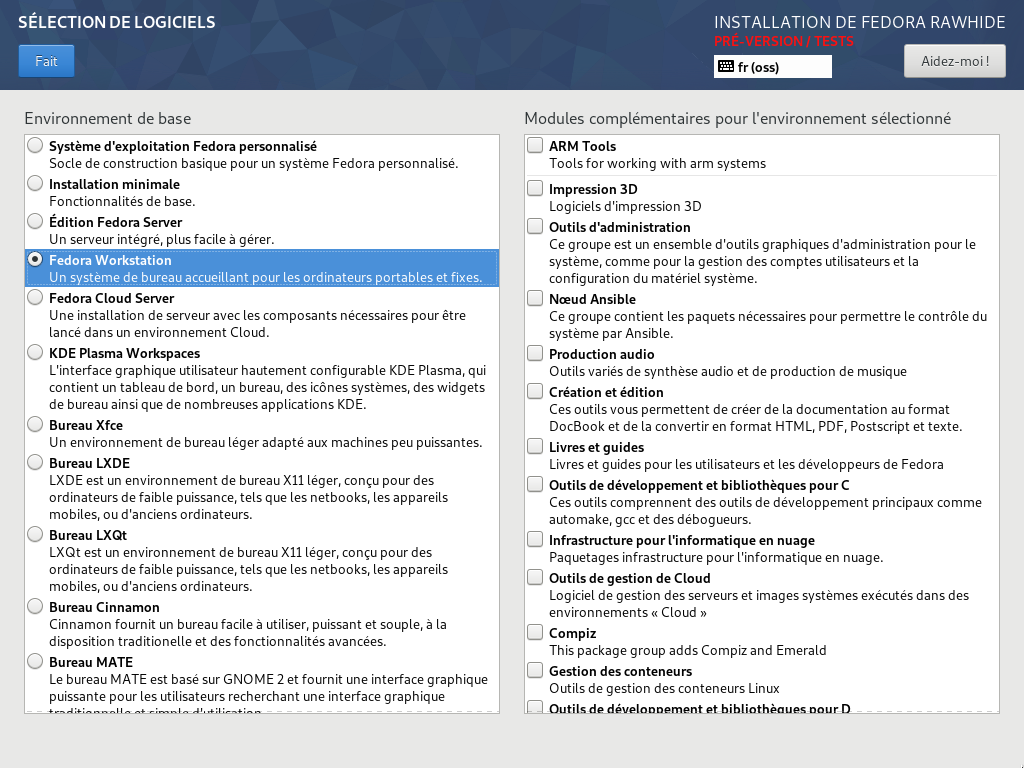 SÉLECTION DE LOGICIELS
Fait
INSTALLATION DE FEDORA RAWHIDE
PRÉ-VERSION / TESTS
fr (oss)
Aidez-moi !
Environnement de base
Système d'exploitation Fedora personnalisé
Socle de construction basique pour un système Fedora personnalisé.
Installation minimale
Fonctionnalités de base.
Édition Fedora Server
Un serveur intégré, plus facile à gérer.
Fedora Workstation
Un système de bureau accueillant pour les ordinateurs portables et fixes.
Fedora Cloud Server
Une installation de serveur avec les composants nécessaires pour être
lancé dans un environnement Cloud.
KDE Plasma Workspaces
L'interface graphique utilisateur hautement configurable KDE Plasma, qui
contient un tableau de bord, un bureau, des icônes systèmes, des widgets
de bureau ainsi que de nombreuses applications KDE.
Bureau Xfce
Un environnement de bureau léger adapté aux machines peu puissantes.
Bureau LXDE
LXDE est un environnement de bureau X11 léger, conçu pour des
ordinateurs de faible puissance, tels que les netbooks, les appareils
mobiles, ou d'anciens ordinateurs.
Bureau LXQt
LXQt est un environnement de bureau X11 léger, conçu pour des
ordinateurs de faible puissance, tels que les netbooks, les appareils
mobiles, ou d'anciens ordinateurs.
Bureau Cinnamon
Cinnamon fournit un bureau facile à utiliser, puissant et souple, à la
disposition traditionelle et des fonctionnalités avancées.
Bureau MATE
Le bureau MATE est basé sur GNOME 2 et fournit une interface graphique
puissante pour les utilisateurs recherchant une interface graphique
traditionnelle et simple d'utilisation.
Modules complémentaires pour l'environnement sélectionné
ARM Tools
Tools for working with arm systems
Impression 3D
Logiciels d'impression 3D
Outils d'administration
Ce groupe est un ensemble d'outils graphiques d'administration pour le
système, comme pour la gestion des comptes utilisateurs et la
configuration du matériel système.
Nœud Ansible
Ce groupe contient les paquets nécessaires pour permettre le contrôle du
système par Ansible.
Production audio
Outils variés de synthèse audio et de production de musique
Création et édition
Ces outils vous permettent de créer de la documentation au format
DocBook et de la convertir en format HTML, PDF, Postscript et texte.
Livres et guides
Livres et guides pour les utilisateurs et les développeurs de Fedora
Outils de développement et bibliothèques pour C
Ces outils comprennent des outils de développement principaux comme
automake, gcc et des débogueurs.
Infrastructure pour l'informatique en nuage
Paquetages infrastructure pour l'informatique en nuage.
Outils de gestion de Cloud
Logiciel de gestion des serveurs et images systèmes exécutés dans des
environnements « Cloud »
Compiz
This package group adds Compiz and Emerald
Gestion des conteneurs
Outils de gestion des conteneurs Linux
Outils de développement et bibliothèques pour D